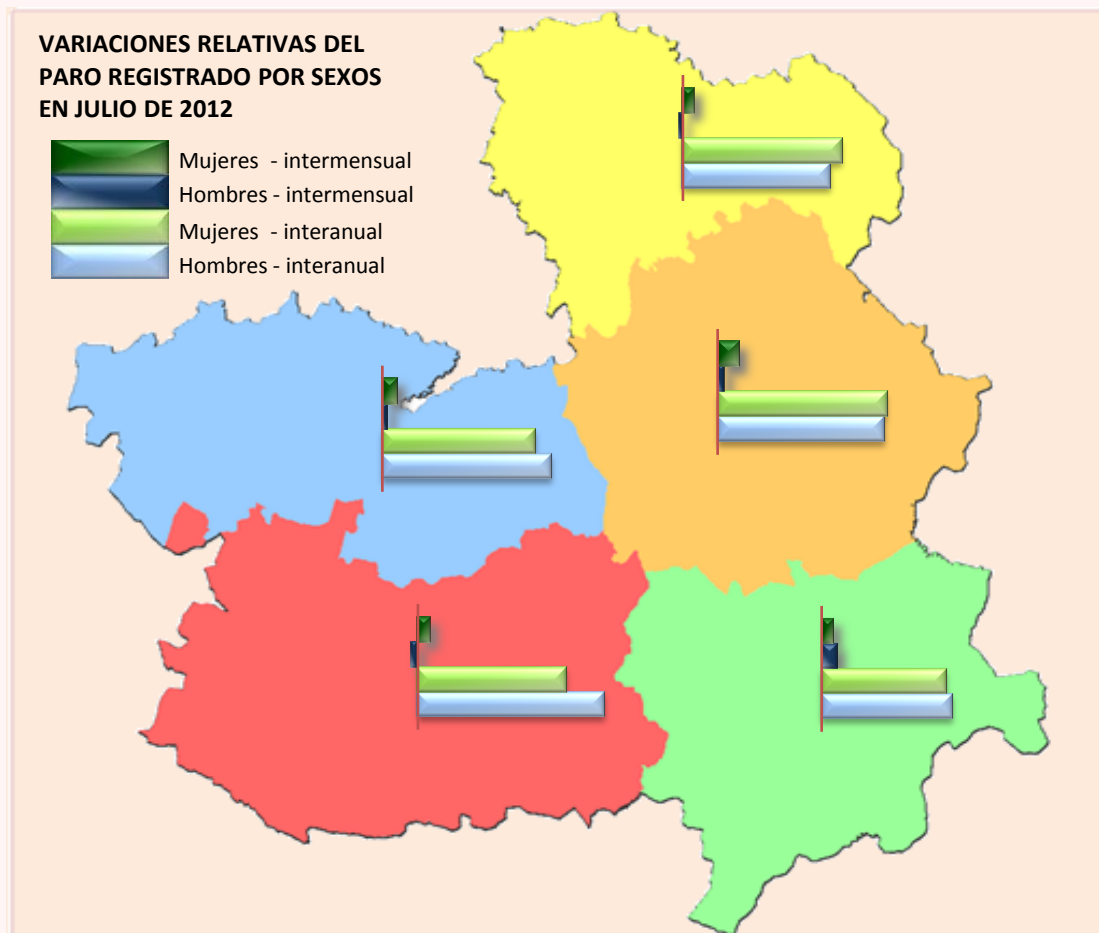 VARIACIONES RELATIVAS DEL
PARO REGISTRADO POR SEXOS
EN JULIO DE 2012
Mujeres - intermensual
Hombres - intermensual
Mujeres - interanual
Hombres - interanual